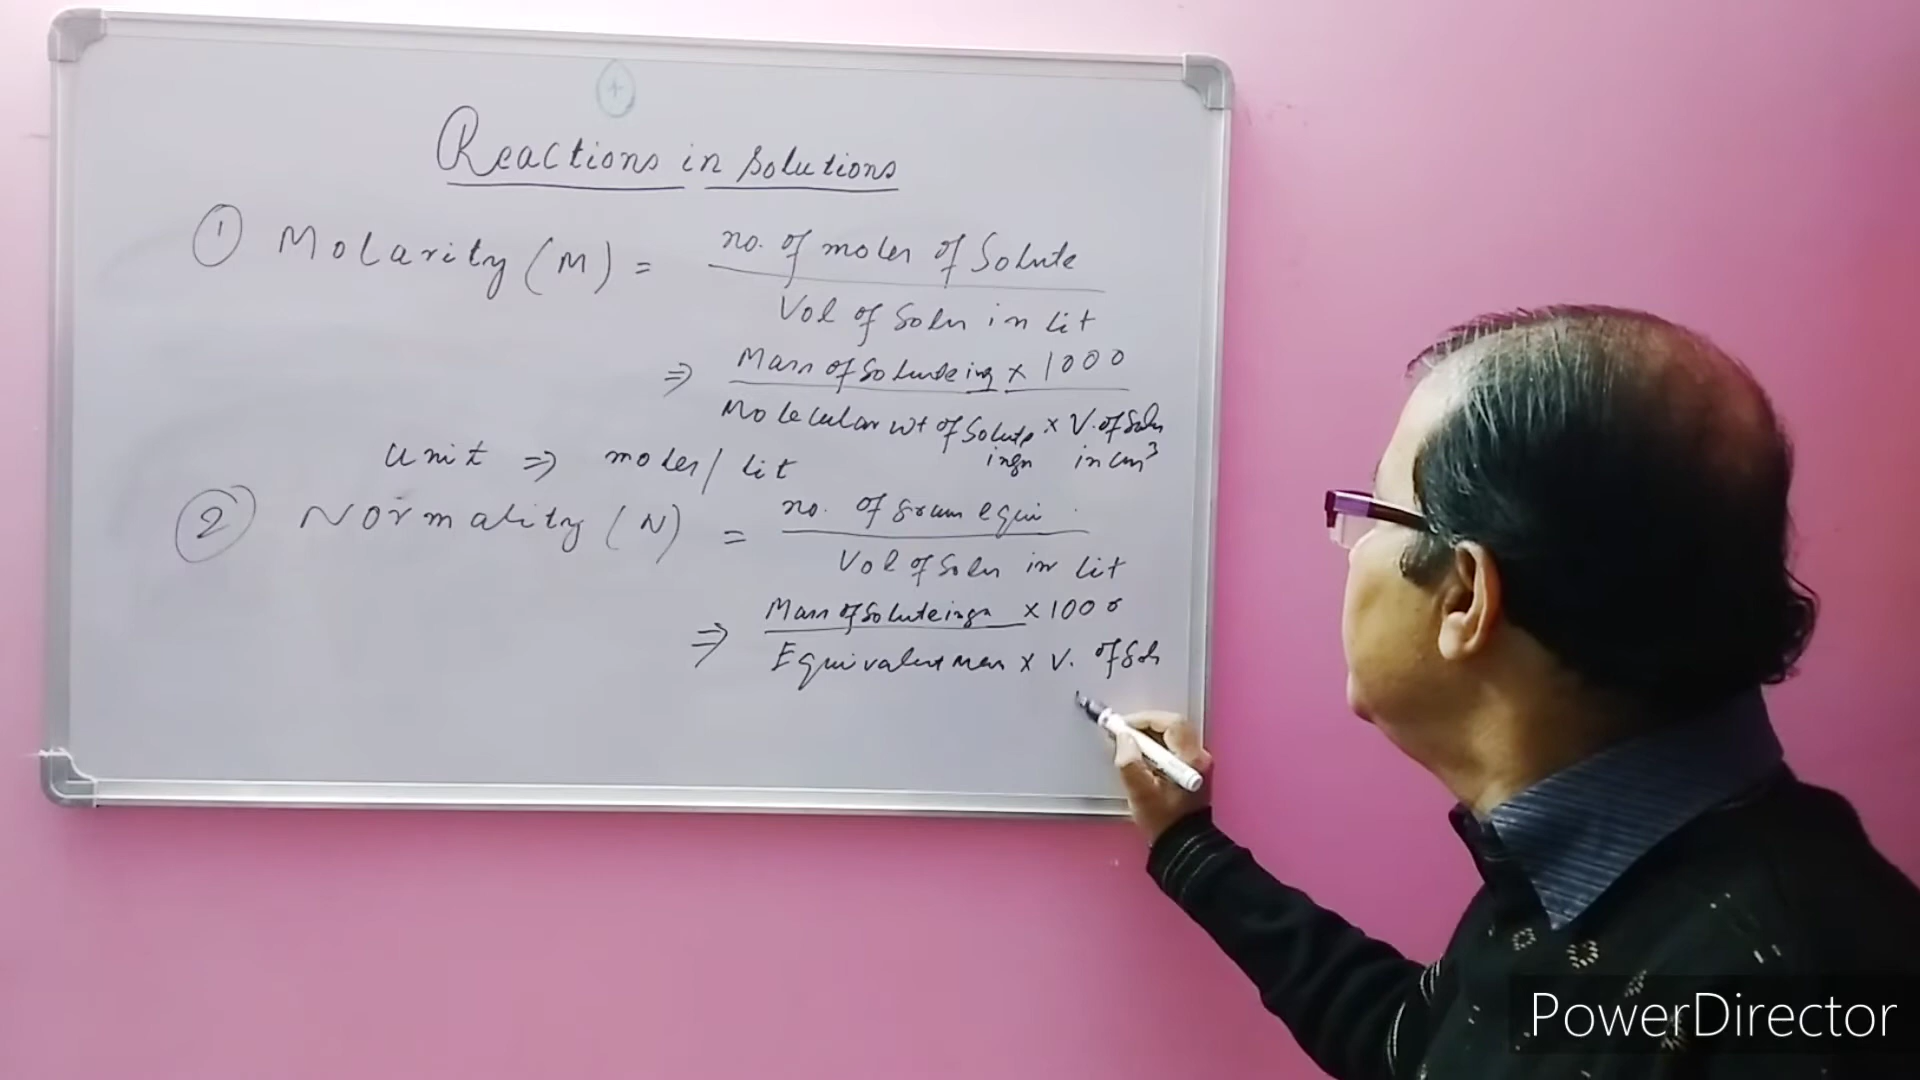 +
Reactions in Solutions
① Molarity (M) = no. of moles of Solute
Vol of Soln in Lit
⇒ Mass of Solute in g × 1000
Molecular wt of Solute × V. of Soln
in gm in cm³
Unit ⇒ moles / Lit
② Normality (N) = no. of gram equi
Vol of Soln in Lit
⇒ Mass of Solute in gm × 1000
Equivalent mass × V. of Sol
PowerDirector